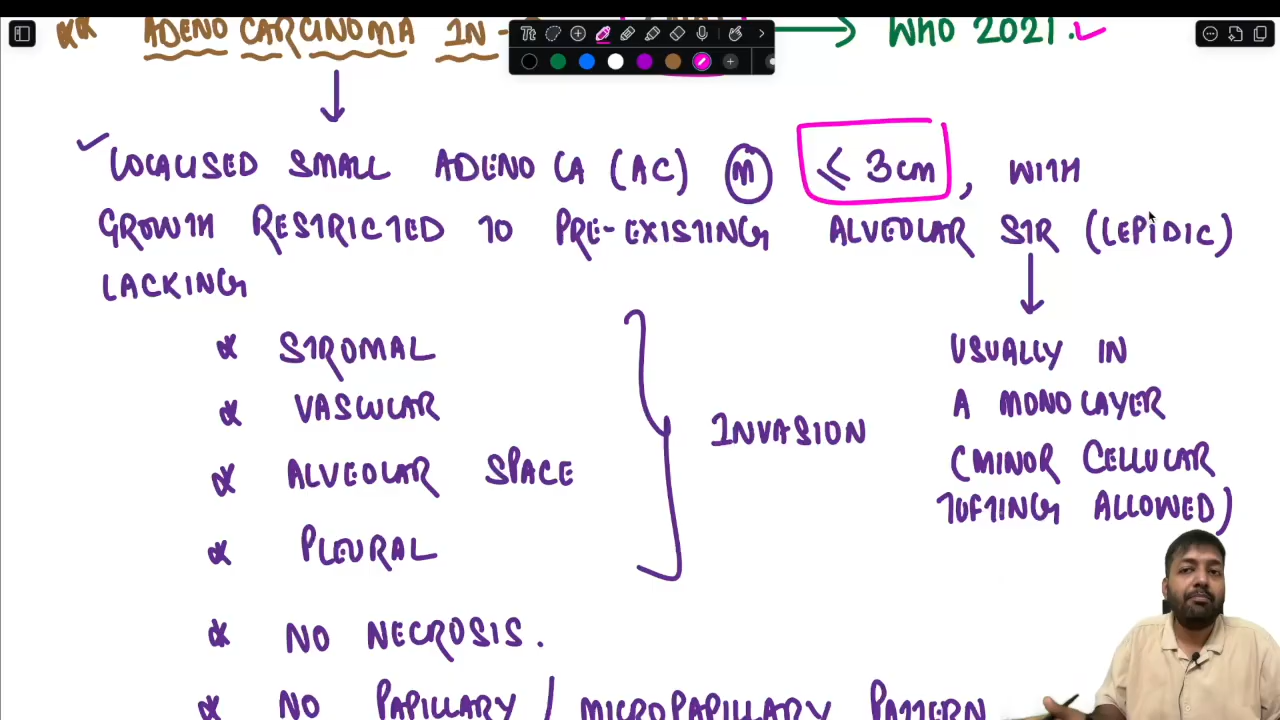 ADENO CARCINOMA IN - WHO 2021.
LOCALISED SMALL ADENO CA (AC) m ≤ 3 cm, WITH
GROWTH RESTRICTED TO PRE-EXISTING ALVEOLAR STR (LEPIDIC)
LACKING
* STROMAL
* VASCULAR
* ALVEOLAR SPACE
* PLEURAL
INVASION
USUALLY IN
A MONOLAYER
(MINOR CELLULAR
TUFTING ALLOWED)
* NO NECROSIS.
* NO PAPILLARY / MICROPAPILLARY PATTERN